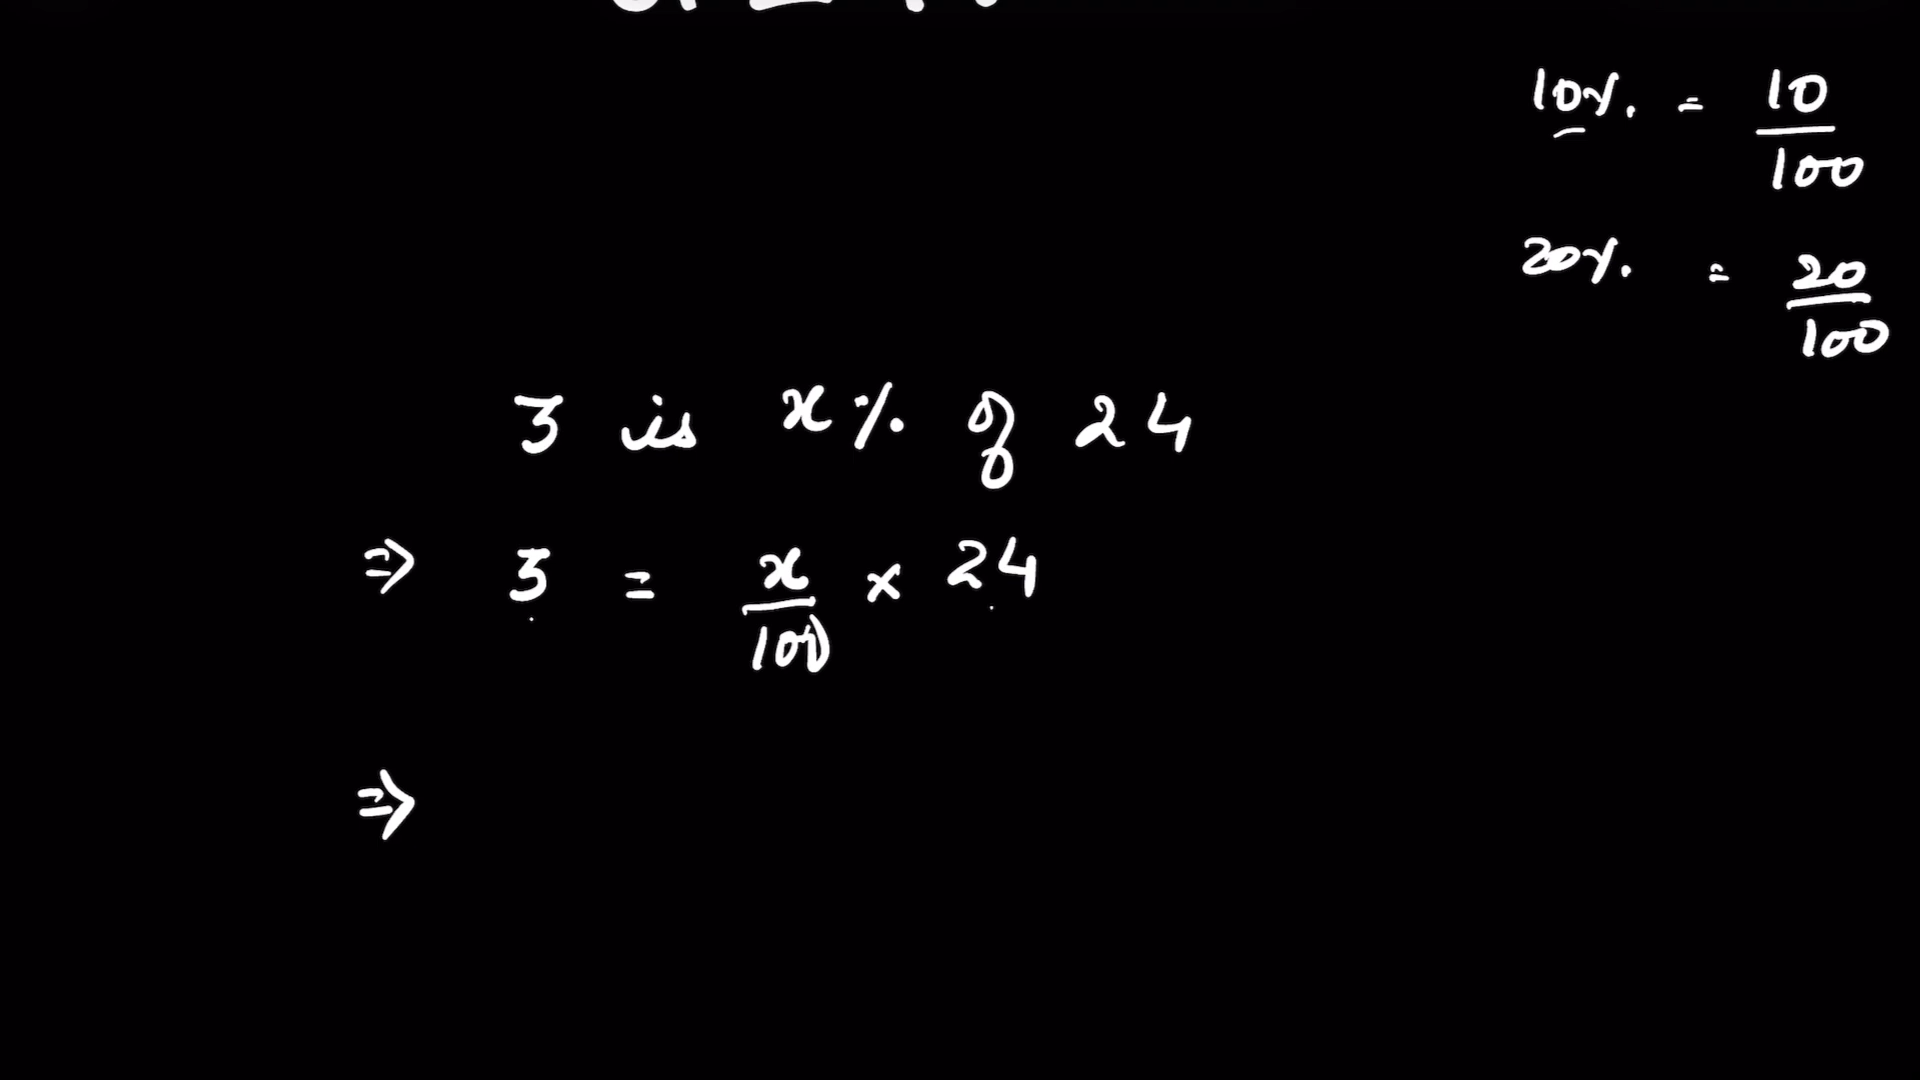 10% = 10/100
20% = 20/100
3 is x% of 24
⇒ 3 = x/100 × 24
⇒